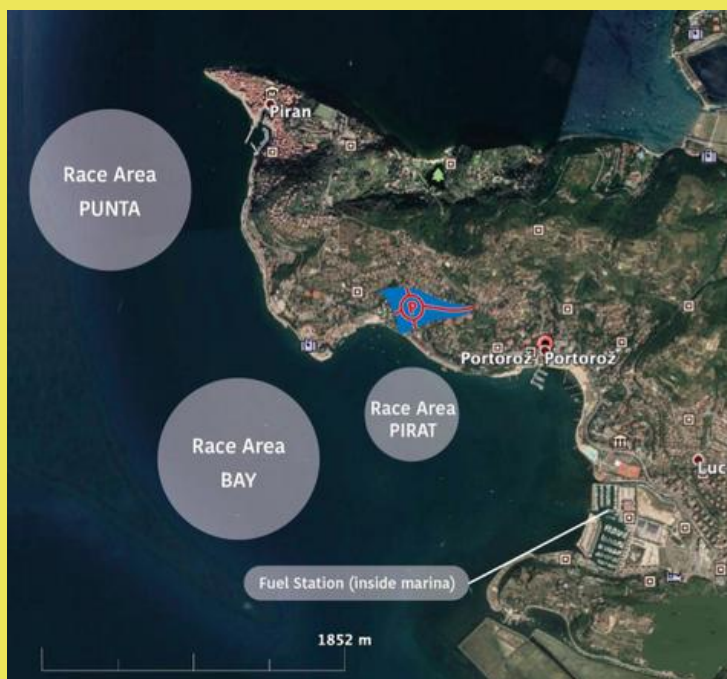 Piran
Race Area
PUNTA
P
Portorož Portorož
Race Area
PIRAT
Race Area
BAY
Luc
Fuel Station (inside marina)
1852 m